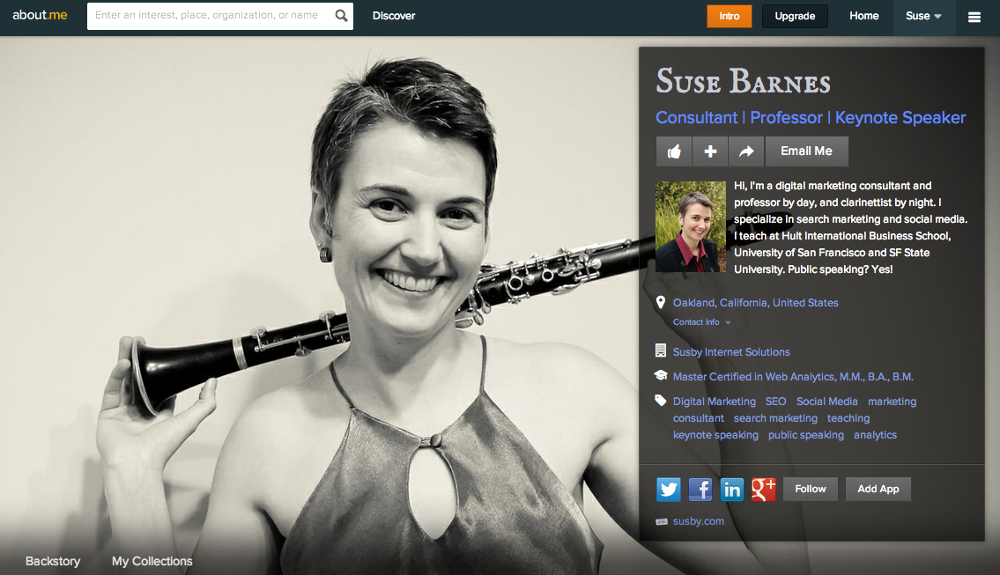 about.me
Enter an interest, place, organization, or name
Discover
Intro
Upgrade
Home
Suse
Suse Barnes
Consultant | Professor | Keynote Speaker
Email Me
Hi, I'm a digital marketing consultant and
professor by day, and clarinettist by night. I
specialize in search marketing and social media.
I teach at Hult International Business School,
University of San Francisco and SF State
University. Public speaking? Yes!
Oakland, California, United States
Contact Info
Susby Internet Solutions
Master Certified in Web Analytics, M.M., B.A., B.M.
Digital Marketing SEO Social Media marketing
consultant search marketing teaching
keynote speaking public speaking analytics
f in g+ Follow Add App
susby.com
Backstory My Collections